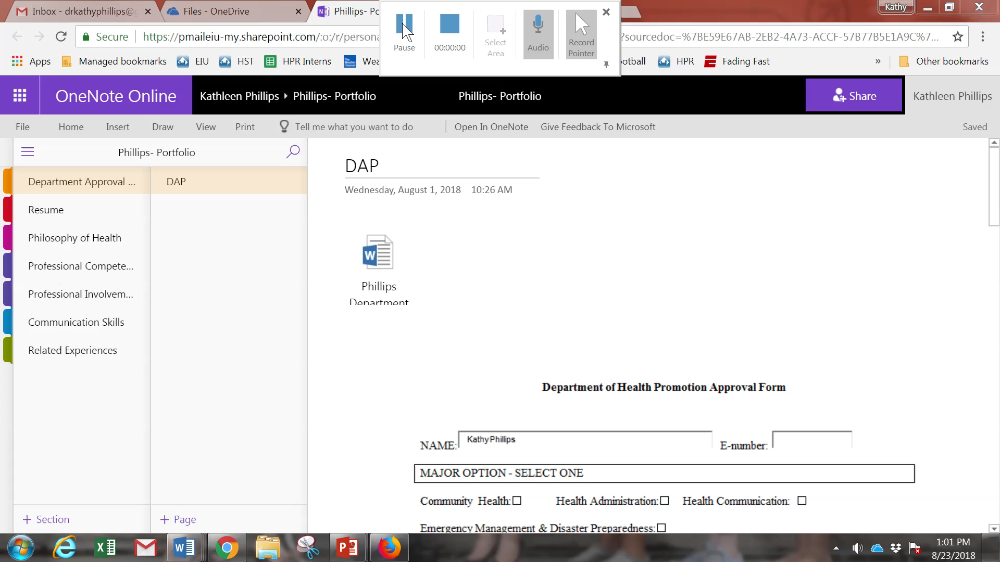 Inbox - drkathyphillips@
Files - OneDrive
Phillips- Po
Kathy
Pause
00:00:00
Select
Area
Audio
Record
Pointer
Secure
https://pmaileiu-my.sharepoint.com/:o:/r/persona
?sourcedoc=%7BE59E67AB-2EB2-4A73-ACCF-57B77B5E1A9C%7...
Apps
Managed bookmarks
EIU
HST
HPR Interns
Wea
otball
HPR
Fading Fast
»
Other bookmarks
OneNote Online
Kathleen Phillips
Phillips- Portfolio
Phillips- Portfolio
Share
Kathleen Phillips
File
Home
Insert
Draw
View
Print
Tell me what you want to do
Open In OneNote
Give Feedback To Microsoft
Saved
Phillips- Portfolio
Department Approval ...
Resume
Philosophy of Health
Professional Compete...
Professional Involvem...
Communication Skills
Related Experiences
+ Section
DAP
+ Page
DAP
Wednesday, August 1, 2018 10:26 AM
Phillips
Department
Department of Health Promotion Approval Form
NAME: Kathy Phillips E-number:
MAJOR OPTION - SELECT ONE
Community Health: Health Administration: Health Communication:
Emergency Management & Disaster Preparedness:
1:01 PM
8/23/2018